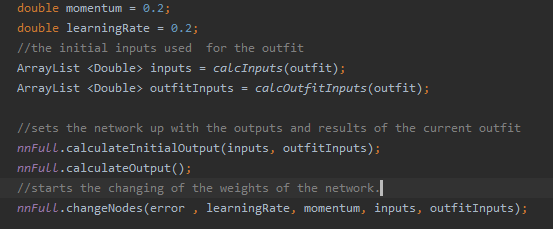 double momentum = 0.2;
double learningRate = 0.2;
//the initial inputs used  for the outfit
ArrayList <Double> inputs = calcInputs(outfit);
ArrayList <Double> outfitInputs = calcOutfitInputs(outfit);
//sets the network up with the outputs and results of the current outfit
nnFull.calculateInitialOutput(inputs, outfitInputs);
nnFull.calculateOutput();
//starts the changing of the weights of the network.
nnFull.changeNodes(error , learningRate, momentum, inputs, outfitInputs);